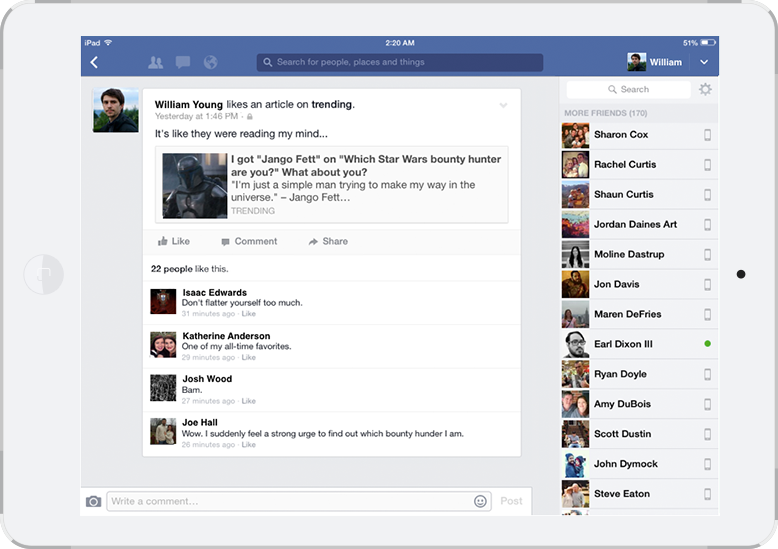 iPad 2:20 AM 51%
Search for people, places and things
William
William Young likes an article on trending.
Yesterday at 1:46 PM ·
It's like they were reading my mind...
I got "Jango Fett" on "Which Star Wars bounty hunter
are you?" What about you?
"I'm just a simple man trying to make my way in the
universe." – Jango Fett…
TRENDING
Like Comment Share
22 people like this.
Isaac Edwards
Don't flatter yourself too much.
31 minutes ago · Like
Katherine Anderson
One of my all-time favorites.
29 minutes ago · Like
Josh Wood
Bam.
27 minutes ago · Like
Joe Hall
Wow. I suddenly feel a strong urge to find out which bounty hunder I am.
26 minutes ago · Like
Write a comment… Post
Search
MORE FRIENDS (170)
Sharon Cox
Rachel Curtis
Shaun Curtis
Jordan Daines Art
Moline Dastrup
Jon Davis
Maren DeFries
Earl Dixon III
Ryan Doyle
Amy DuBois
Scott Dustin
John Dymock
Steve Eaton